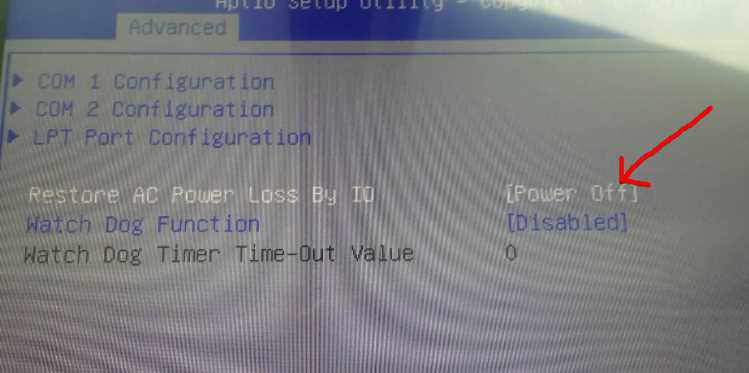 Aptio Setup Utility -
Advanced
COM 1 Configuration
COM 2 Configuration
LPT Port Configuration
Restore AC Power Loss By IO [Power Off]
Watch Dog Function [Disabled]
Watch Dog Timer Time-Out Value 0